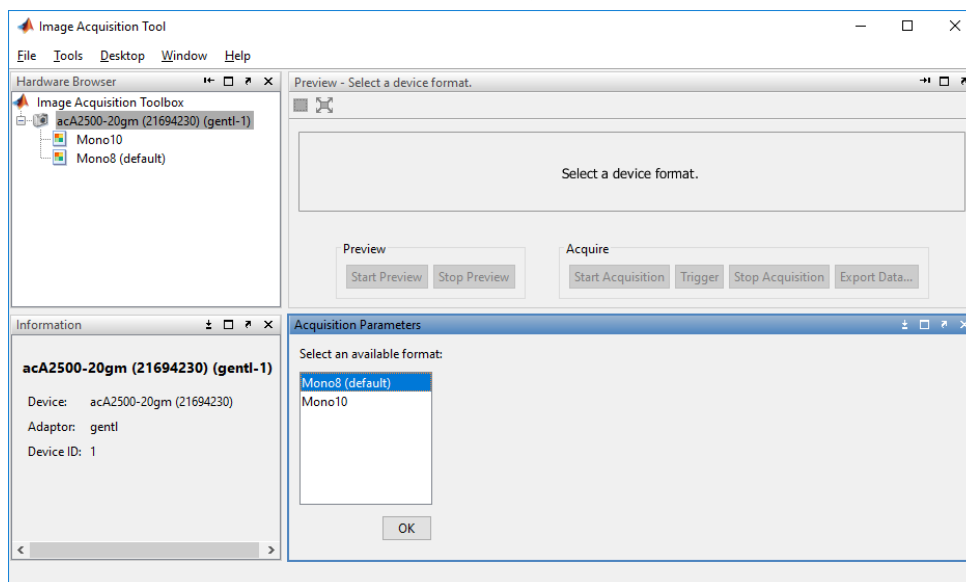 Image Acquisition Tool
File Tools Desktop Window Help
Hardware Browser
Image Acquisition Toolbox
acA2500-20gm (21694230) (gentl-1)
Mono10
Mono8 (default)
Preview - Select a device format.
Select a device format.
Preview
Start Preview Stop Preview
Acquire
Start Acquisition Trigger Stop Acquisition Export Data...
Information
acA2500-20gm (21694230) (gentl-1)
Device: acA2500-20gm (21694230)
Adaptor: gentl
Device ID: 1
Acquisition Parameters
Select an available format:
Mono8 (default)
Mono10
OK